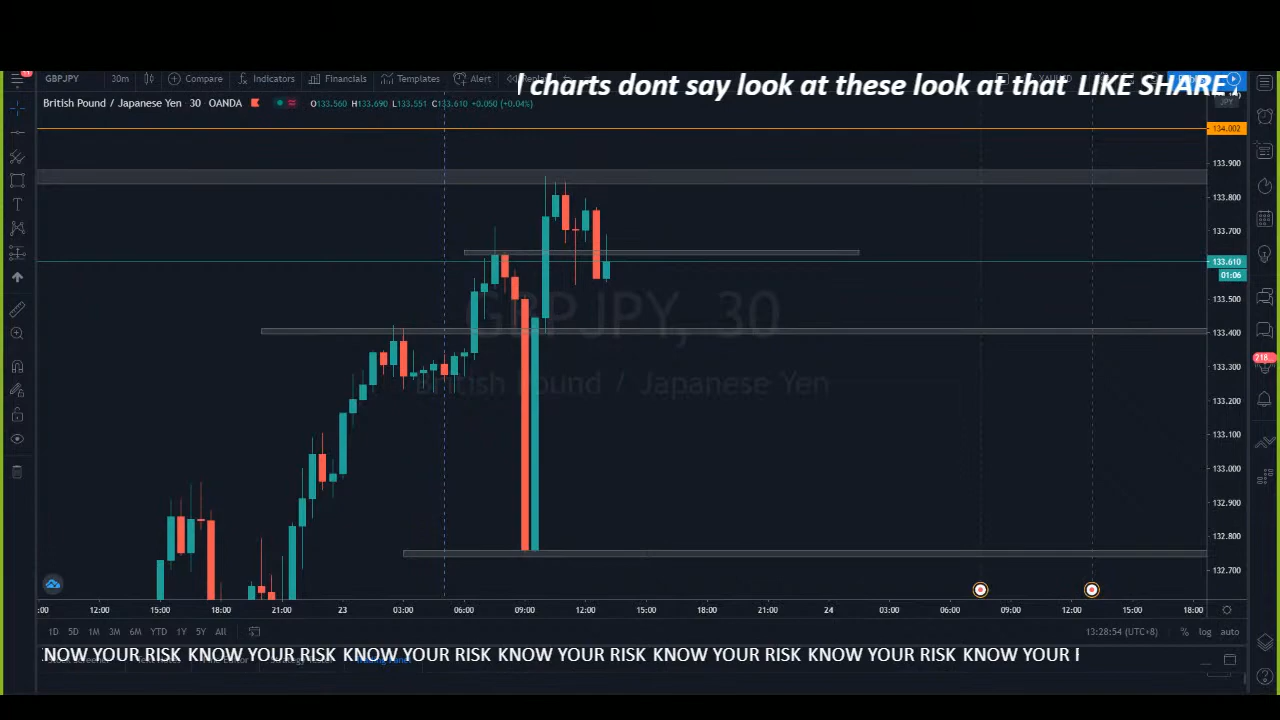 GBPJPY 30m Compare Indicators Financials Templates Alert Replay
charts dont say look at these look at that LIKE SHARE
British Pound / Japanese Yen 30 OANDA O133.560 H133.690 L133.551 C133.610 +0.050 (+0.04%)
JPY
134.002
133.900
133.800
133.700
133.610
01:06
133.500
133.400
133.300
133.200
133.100
133.000
132.900
132.800
132.700
GBPJPY, 30
British Pound / Japanese Yen
218
:00 12:00 15:00 18:00 21:00 23 03:00 06:00 09:00 12:00 15:00 18:00 21:00 24 03:00 06:00 09:00 12:00 15:00 18:00
1D 5D 1M 3M 6M YTD 1Y 5Y All 13:28:54 (UTC+8) % log auto
NOW YOUR RISK KNOW YOUR RISK KNOW YOUR RISK KNOW YOUR RISK KNOW YOUR RISK KNOW YOUR RISK KNOW YOUR